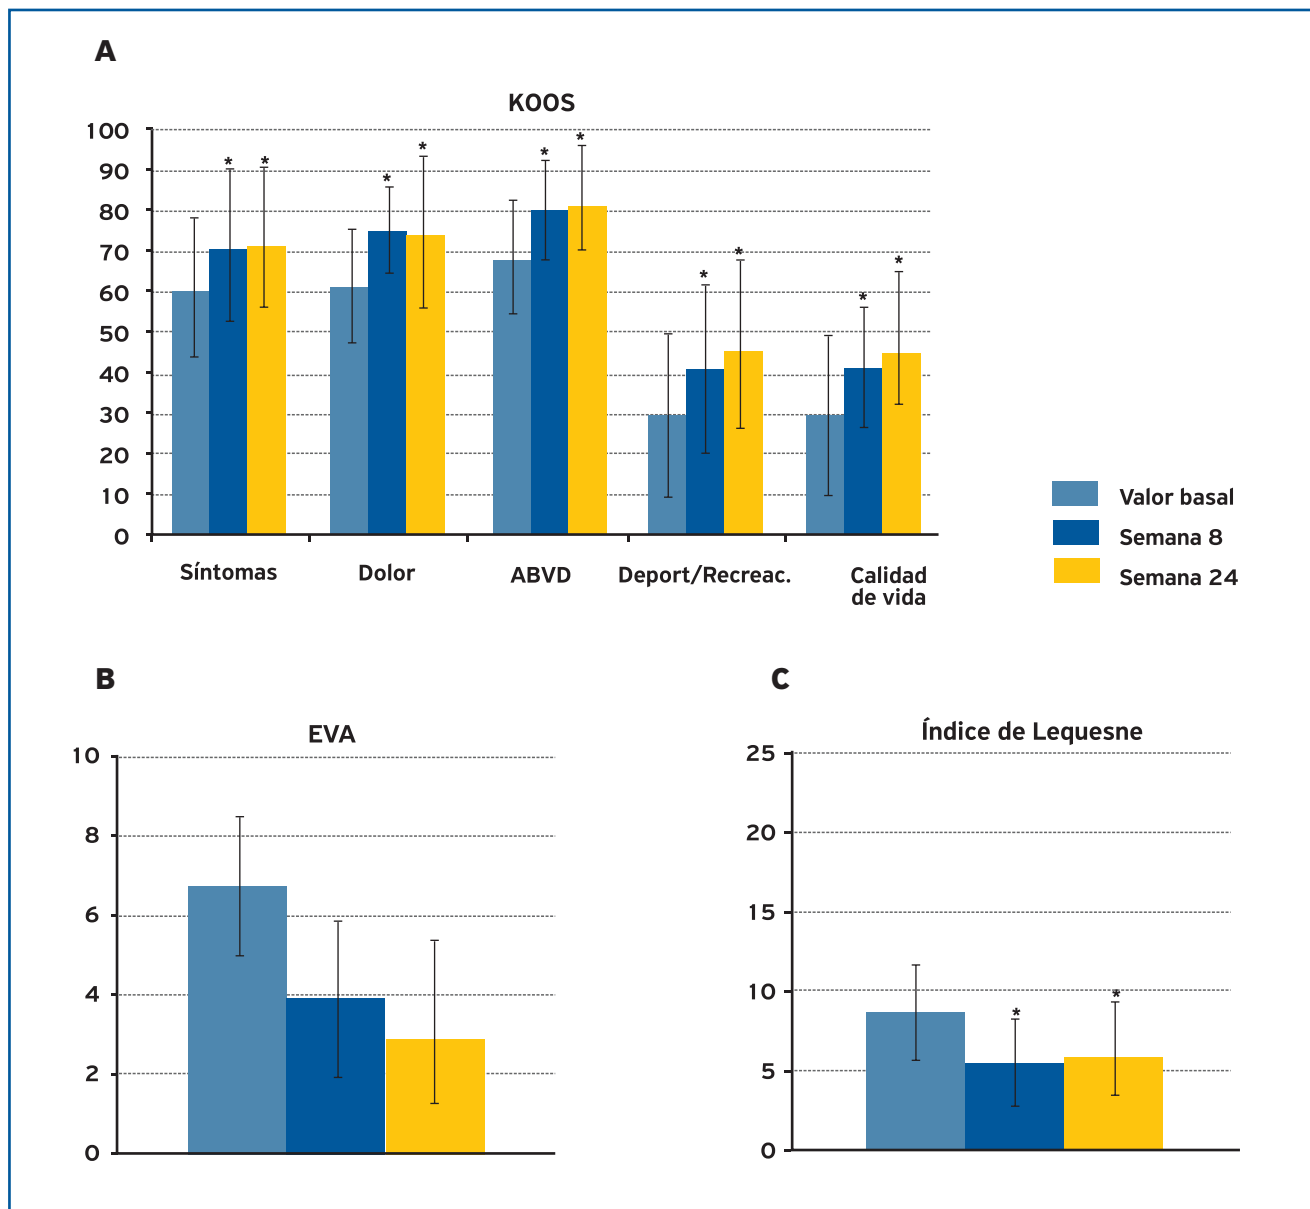 A
KOOS
100
90
80
70
60
50
40
30
20
10
0
* * * * * * * * * *
Síntomas Dolor ABVD Deport/Recreac. Calidad de vida
Valor basal
Semana 8
Semana 24
B
EVA
10
8
6
4
2
0
C
Índice de Lequesne
25
20
15
10
5
0
* *